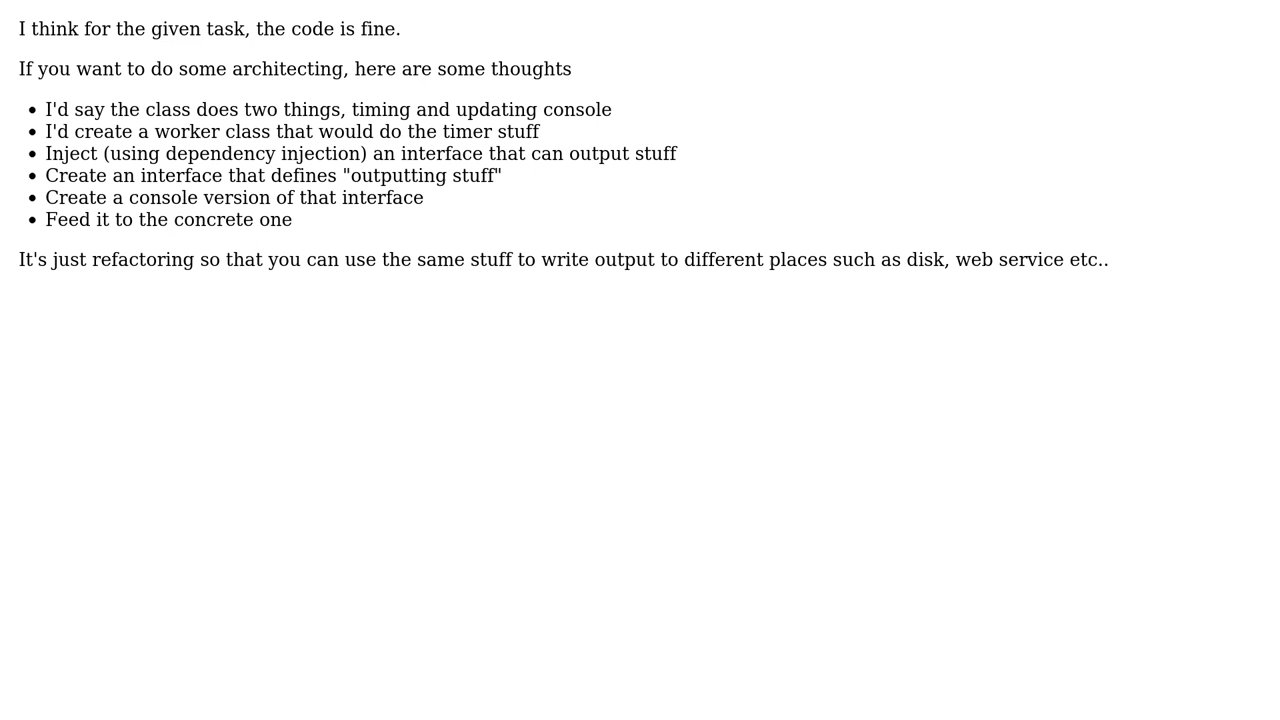 I think for the given task, the code is fine.
If you want to do some architecting, here are some thoughts
• I'd say the class does two things, timing and updating console
• I'd create a worker class that would do the timer stuff
• Inject (using dependency injection) an interface that can output stuff
• Create an interface that defines "outputting stuff"
• Create a console version of that interface
• Feed it to the concrete one
It's just refactoring so that you can use the same stuff to write output to different places such as disk, web service etc..